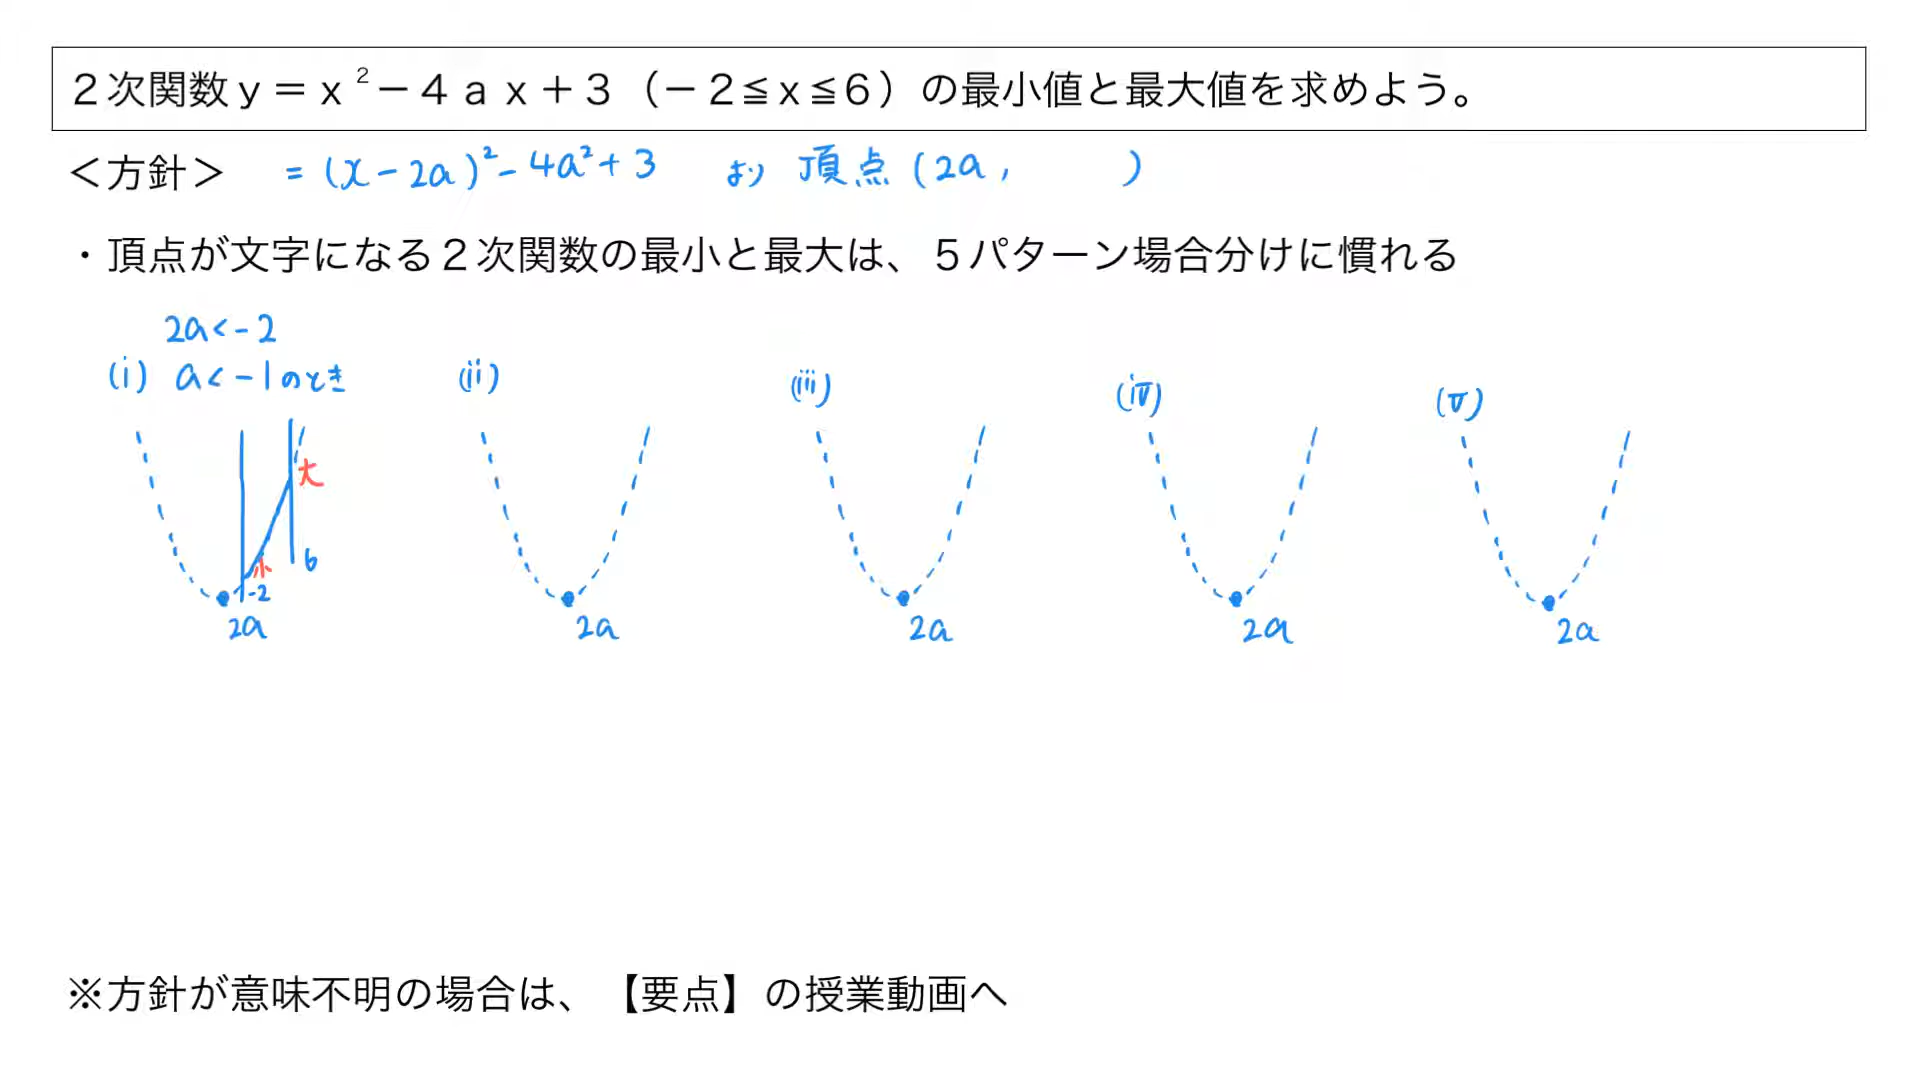 ２次関数ｙ＝ｘ²－４ａｘ＋３（－２≦ｘ≦６）の最小値と最大値を求めよう。
＜方針＞ = (x-2a)²-4a²+3 より 頂点(2a,　　)
・頂点が文字になる２次関数の最小と最大は、５パターン場合分けに慣れる
2a<-2
(i) a<-1のとき (ii) (iii) (iv) (v)
大
小
6
-2
2a 2a 2a 2a 2a
※方針が意味不明の場合は、【要点】の授業動画へ